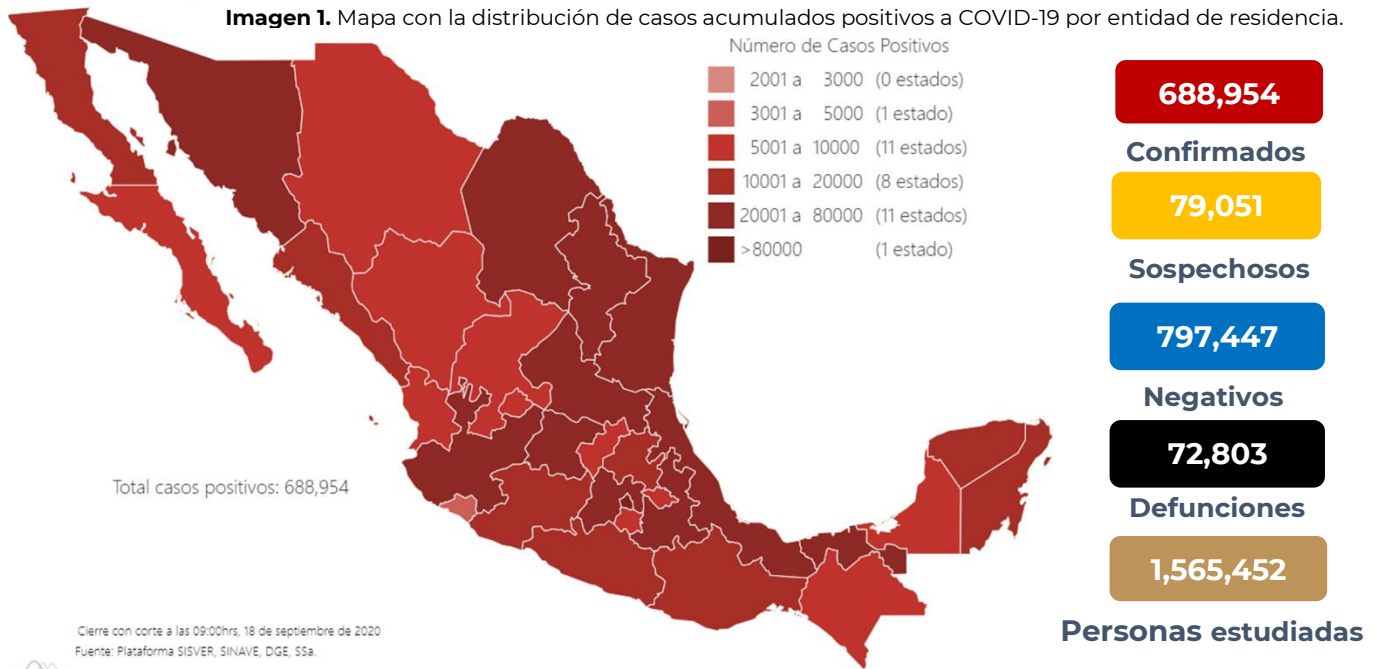 Imagen 1. Mapa con la distribución de casos acumulados positivos a COVID-19 por entidad de residencia.
Número de Casos Positivos
2001 a 3000 (0 estados)
3001 a 5000 (1 estado)
5001 a 10000 (11 estados)
10001 a 20000 (8 estados)
20001 a 80000 (11 estados)
>80000 (1 estado)
688,954
Confirmados
79,051
Sospechosos
797,447
Negativos
72,803
Defunciones
1,565,452
Personas estudiadas
Total casos positivos: 688,954
Cierre con corte a las 09:00hrs, 18 de septiembre de 2020
Fuente: Plataforma SISVER, SINAVE, DGE, SSa.